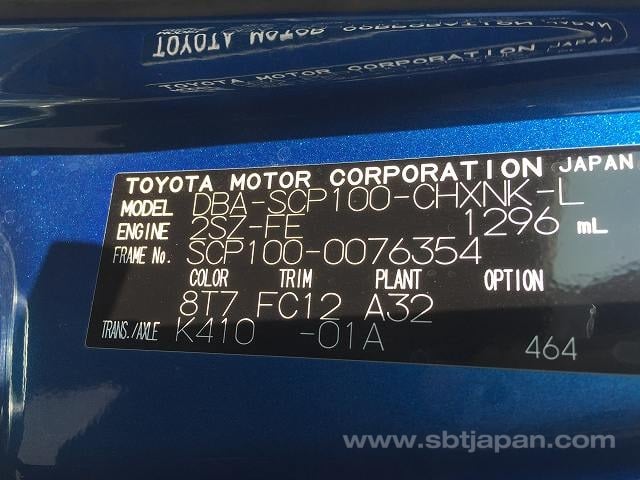 TOYOTA MOTOR CORPORATION JAPAN
TOYOTA MOTOR CORPORATION JAPAN
MODEL DBA-SCP100-CHXNK-L
ENGINE 2SZ-FE 1296 mL
FRAME No. SCP100-0076354
COLOR TRIM PLANT OPTION
8T7 FC12 A32
TRANS./AXLE K410 -01A
464
www.sbtjapan.com